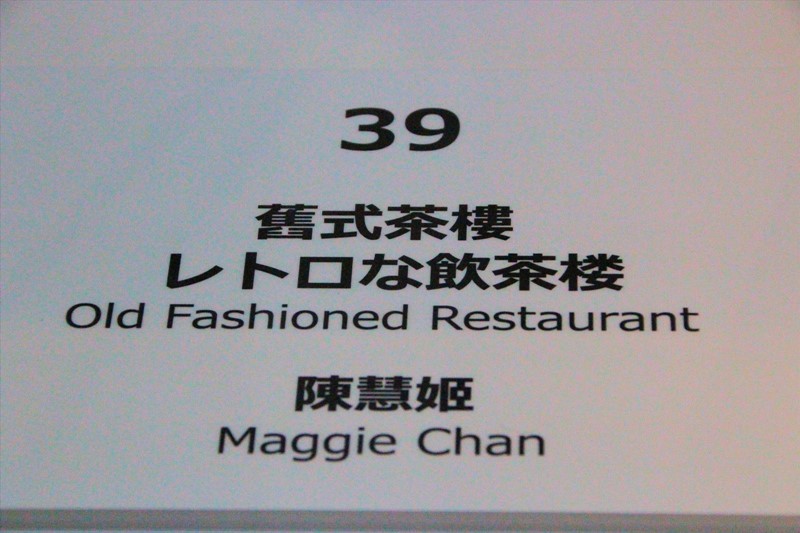 39
舊式茶樓
レトロな飲茶楼
Old Fashioned Restaurant
陳慧姬
Maggie Chan